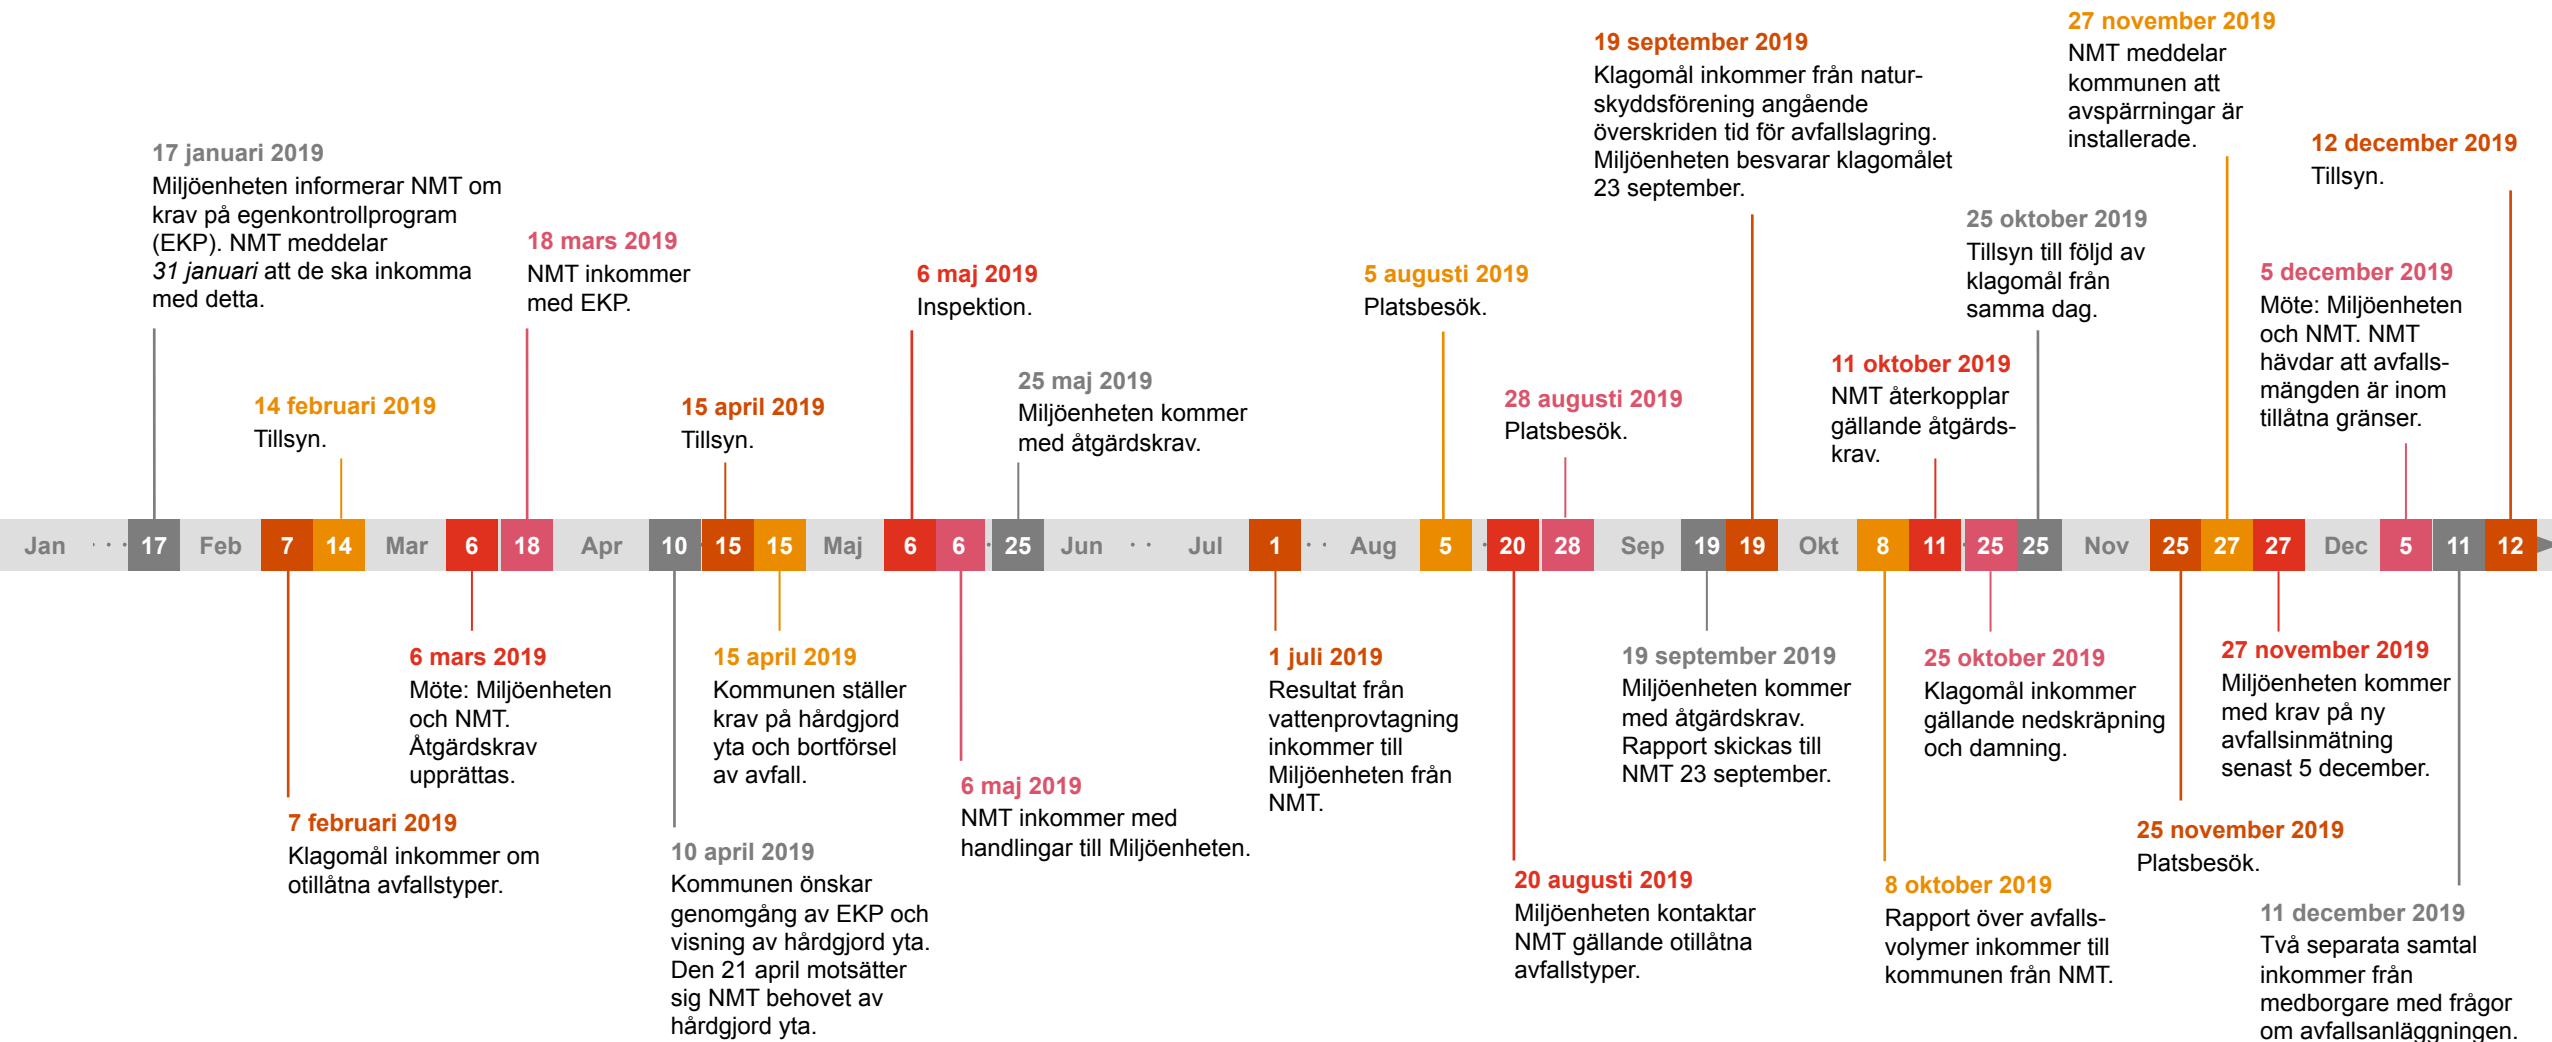 17 januari 2019
Miljöenheten informerar NMT om
krav på egenkontrollprogram
(EKP). NMT meddelar
31 januari att de ska inkomma
med detta.
14 februari 2019
Tillsyn.
18 mars 2019
NMT inkommer
med EKP.
15 april 2019
Tillsyn.
6 maj 2019
Inspektion.
25 maj 2019
Miljöenheten kommer
med åtgärdskrav.
5 augusti 2019
Platsbesök.
28 augusti 2019
Platsbesök.
19 september 2019
Klagomål inkommer från natur-
skyddsförening angående
överskriden tid för avfallslagring.
Miljöenheten besvarar klagomålet
23 september.
11 oktober 2019
NMT återkopplar
gällande åtgärds-
krav.
25 oktober 2019
Tillsyn till följd av
klagomål från
samma dag.
27 november 2019
NMT meddelar
kommunen att
avspärrningar är
installerade.
5 december 2019
Möte: Miljöenheten
och NMT. NMT
hävdar att avfalls-
mängden är inom
tillåtna gränser.
12 december 2019
Tillsyn.
Jan 17 Feb 7 14 Mar 6 18 Apr 10 15 15 Maj 6 6 25 Jun Jul 1 Aug 5 20 28 Sep 19 19 Okt 8 11 25 25 Nov 25 27 27 Dec 5 11 12
7 februari 2019
Klagomål inkommer om
otillåtna avfallstyper.
6 mars 2019
Möte: Miljöenheten
och NMT.
Åtgärdskrav
upprättas.
10 april 2019
Kommunen önskar
genomgång av EKP och
visning av hårdgjord yta.
Den 21 april motsätter
sig NMT behovet av
hårdgjord yta.
15 april 2019
Kommunen ställer
krav på hårdgjord
yta och bortförsel
av avfall.
6 maj 2019
NMT inkommer med
handlingar till Miljöenheten.
1 juli 2019
Resultat från
vattenprovtagning
inkommer till
Miljöenheten från
NMT.
20 augusti 2019
Miljöenheten kontaktar
NMT gällande otillåtna
avfallstyper.
19 september 2019
Miljöenheten kommer
med åtgärdskrav.
Rapport skickas till
NMT 23 september.
8 oktober 2019
Rapport över avfalls-
volymer inkommer till
kommunen från NMT.
25 oktober 2019
Klagomål inkommer
gällande nedskräpning
och damning.
25 november 2019
Platsbesök.
27 november 2019
Miljöenheten kommer
med krav på ny
avfallsinmätning
senast 5 december.
11 december 2019
Två separata samtal
inkommer från
medborgare med frågor
om avfallsanläggningen.